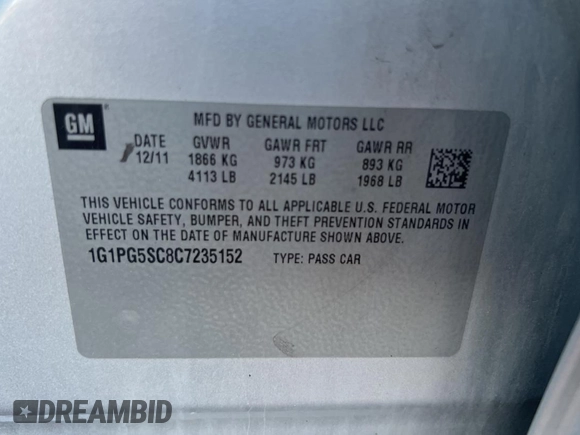 GM
MFD BY GENERAL MOTORS LLC
DATE GVWR GAWR FRT GAWR RR
12/11 1866 KG 973 KG 893 KG
4113 LB 2145 LB 1968 LB
THIS VEHICLE CONFORMS TO ALL APPLICABLE U.S. FEDERAL MOTOR
VEHICLE SAFETY, BUMPER, AND THEFT PREVENTION STANDARDS IN
EFFECT ON THE DATE OF MANUFACTURE SHOWN ABOVE.
1G1PG5SC8C7235152 TYPE: PASS CAR
DREAMBID